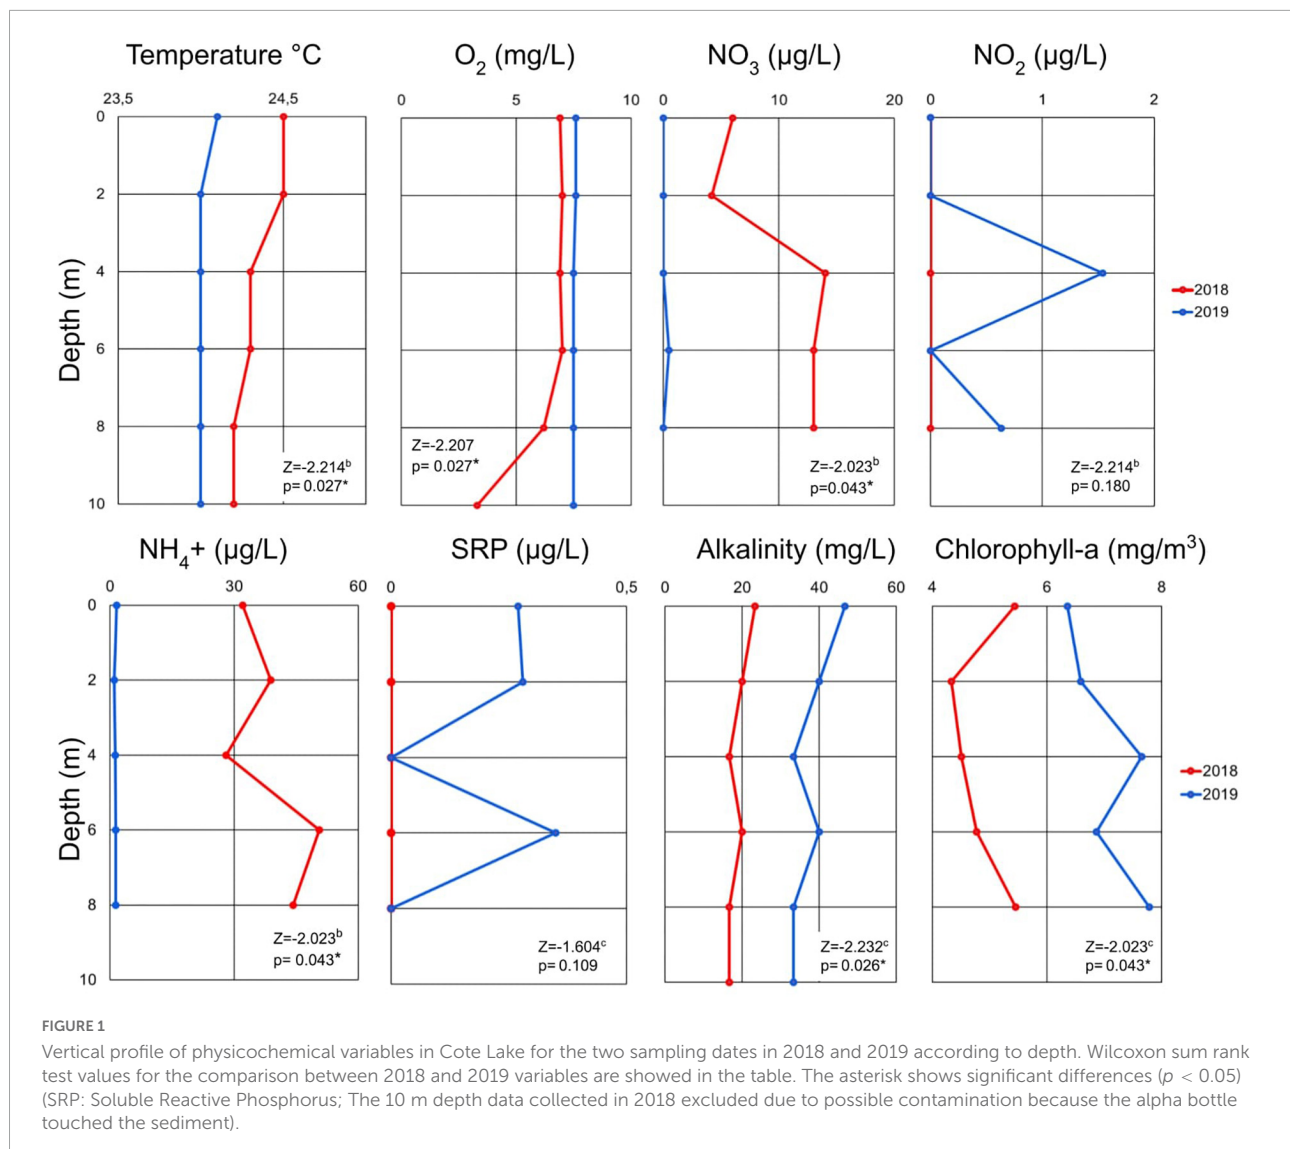 Temperature °C
O2 (mg/L)
NO3 (µg/L)
NO2 (µg/L)
23,5 24,5
0 5 10
0 10 20
0 1 2
Depth (m)
0
2
4
6
8
10
Z=-2.214b
p= 0.027*
Z=-2.207
p= 0.027*
Z=-2.023b
p=0.043*
Z=-2.214b
p= 0.180
2018
2019
NH4+ (µg/L)
SRP (µg/L)
Alkalinity (mg/L)
Chlorophyll-a (mg/m3)
0 30 60
0 0,5
0 20 40 60
4 6 8
Depth (m)
0
2
4
6
8
10
Z=-2.023b
p= 0.043*
Z=-1.604c
p= 0.109
Z=-2.232c
p= 0.026*
Z=-2.023c
p= 0.043*
2018
2019
FIGURE 1
Vertical profile of physicochemical variables in Cote Lake for the two sampling dates in 2018 and 2019 according to depth. Wilcoxon sum rank
test values for the comparison between 2018 and 2019 variables are showed in the table. The asterisk shows significant differences (p < 0.05)
(SRP: Soluble Reactive Phosphorus; The 10 m depth data collected in 2018 excluded due to possible contamination because the alpha bottle
touched the sediment).